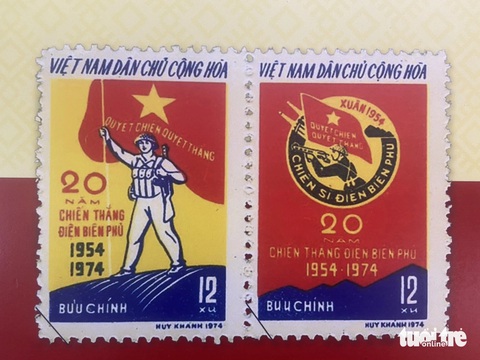 VIỆT NAM DÂN CHỦ CỘNG HÒA
QUYẾT CHIẾN QUYẾT THẮNG
20
NĂM
CHIẾN THẮNG
ĐIỆN BIÊN PHỦ
1954
1974
BƯU CHÍNH
12
XU
HUY KHÁNH 1974
VIỆT NAM DÂN CHỦ CỘNG HÒA
XUÂN 1954
QUYẾT CHIẾN
QUYẾT THẮNG
CHIẾN SĨ ĐIỆN BIÊN PHỦ
20
NĂM
CHIẾN THẮNG ĐIỆN BIÊN PHỦ
1954-1974
BƯU CHÍNH
12
XU
HUY KHÁNH 1974
tuổi trẻ
online